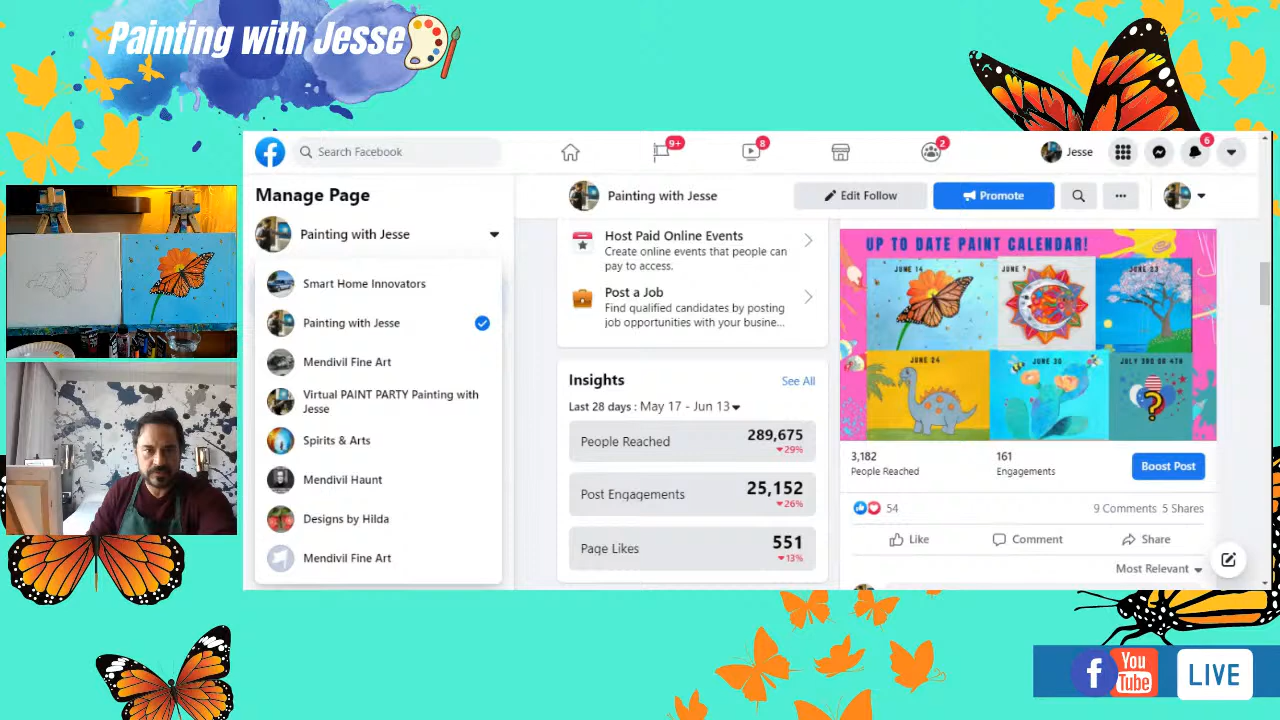 Painting with Jesse
Search Facebook
9+
8
2
Jesse
6
Manage Page
Painting with Jesse
Smart Home Innovators
Painting with Jesse
Mendivil Fine Art
Virtual PAINT PARTY Painting with
Jesse
Spirits & Arts
Mendivil Haunt
Designs by Hilda
Mendivil Fine Art
Painting with Jesse
Edit Follow
Promote
Host Paid Online Events
Create online events that people can
pay to access.
Post a Job
Find qualified candidates by posting
job opportunities with your busine...
Insights
See All
Last 28 days : May 17 - Jun 13
People Reached
289,675
29%
Post Engagements
25,152
26%
Page Likes
551
13%
UP TO DATE PAINT CALENDAR!
JUNE 14
JUNE ?
JUNE 23
JUNE 24
JUNE 30
JULY 3RD OR 4TH
?
3,182
People Reached
161
Engagements
Boost Post
54
9 Comments 5 Shares
Like
Comment
Share
Most Relevant
f
You
Tube
LIVE